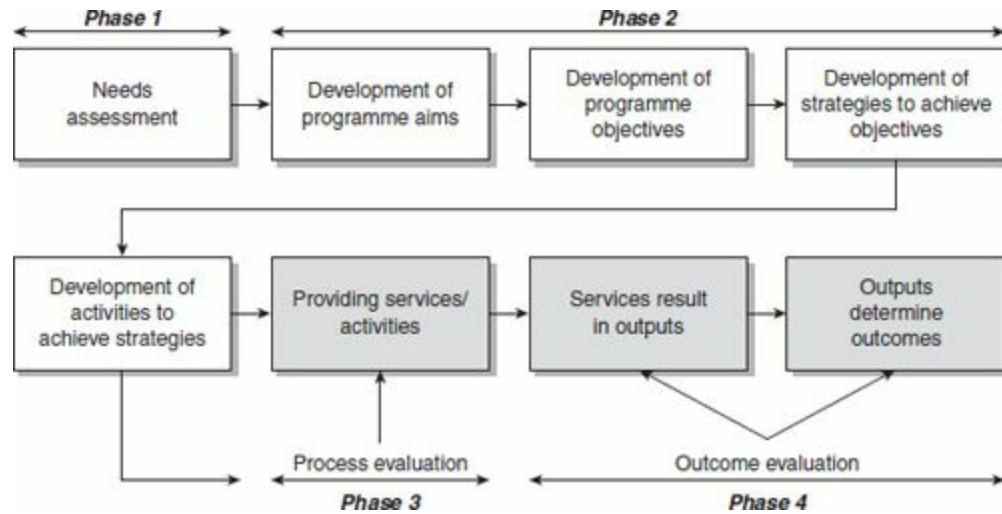 Phase 1
Phase 2
Needs
assessment
Development of
programme aims
Development of
programme
objectives
Development of
strategies to achieve
objectives
Development of
activities to
achieve strategies
Providing services/
activities
Services result
in outputs
Outputs
determine
outcomes
Process evaluation
Outcome evaluation
Phase 3
Phase 4